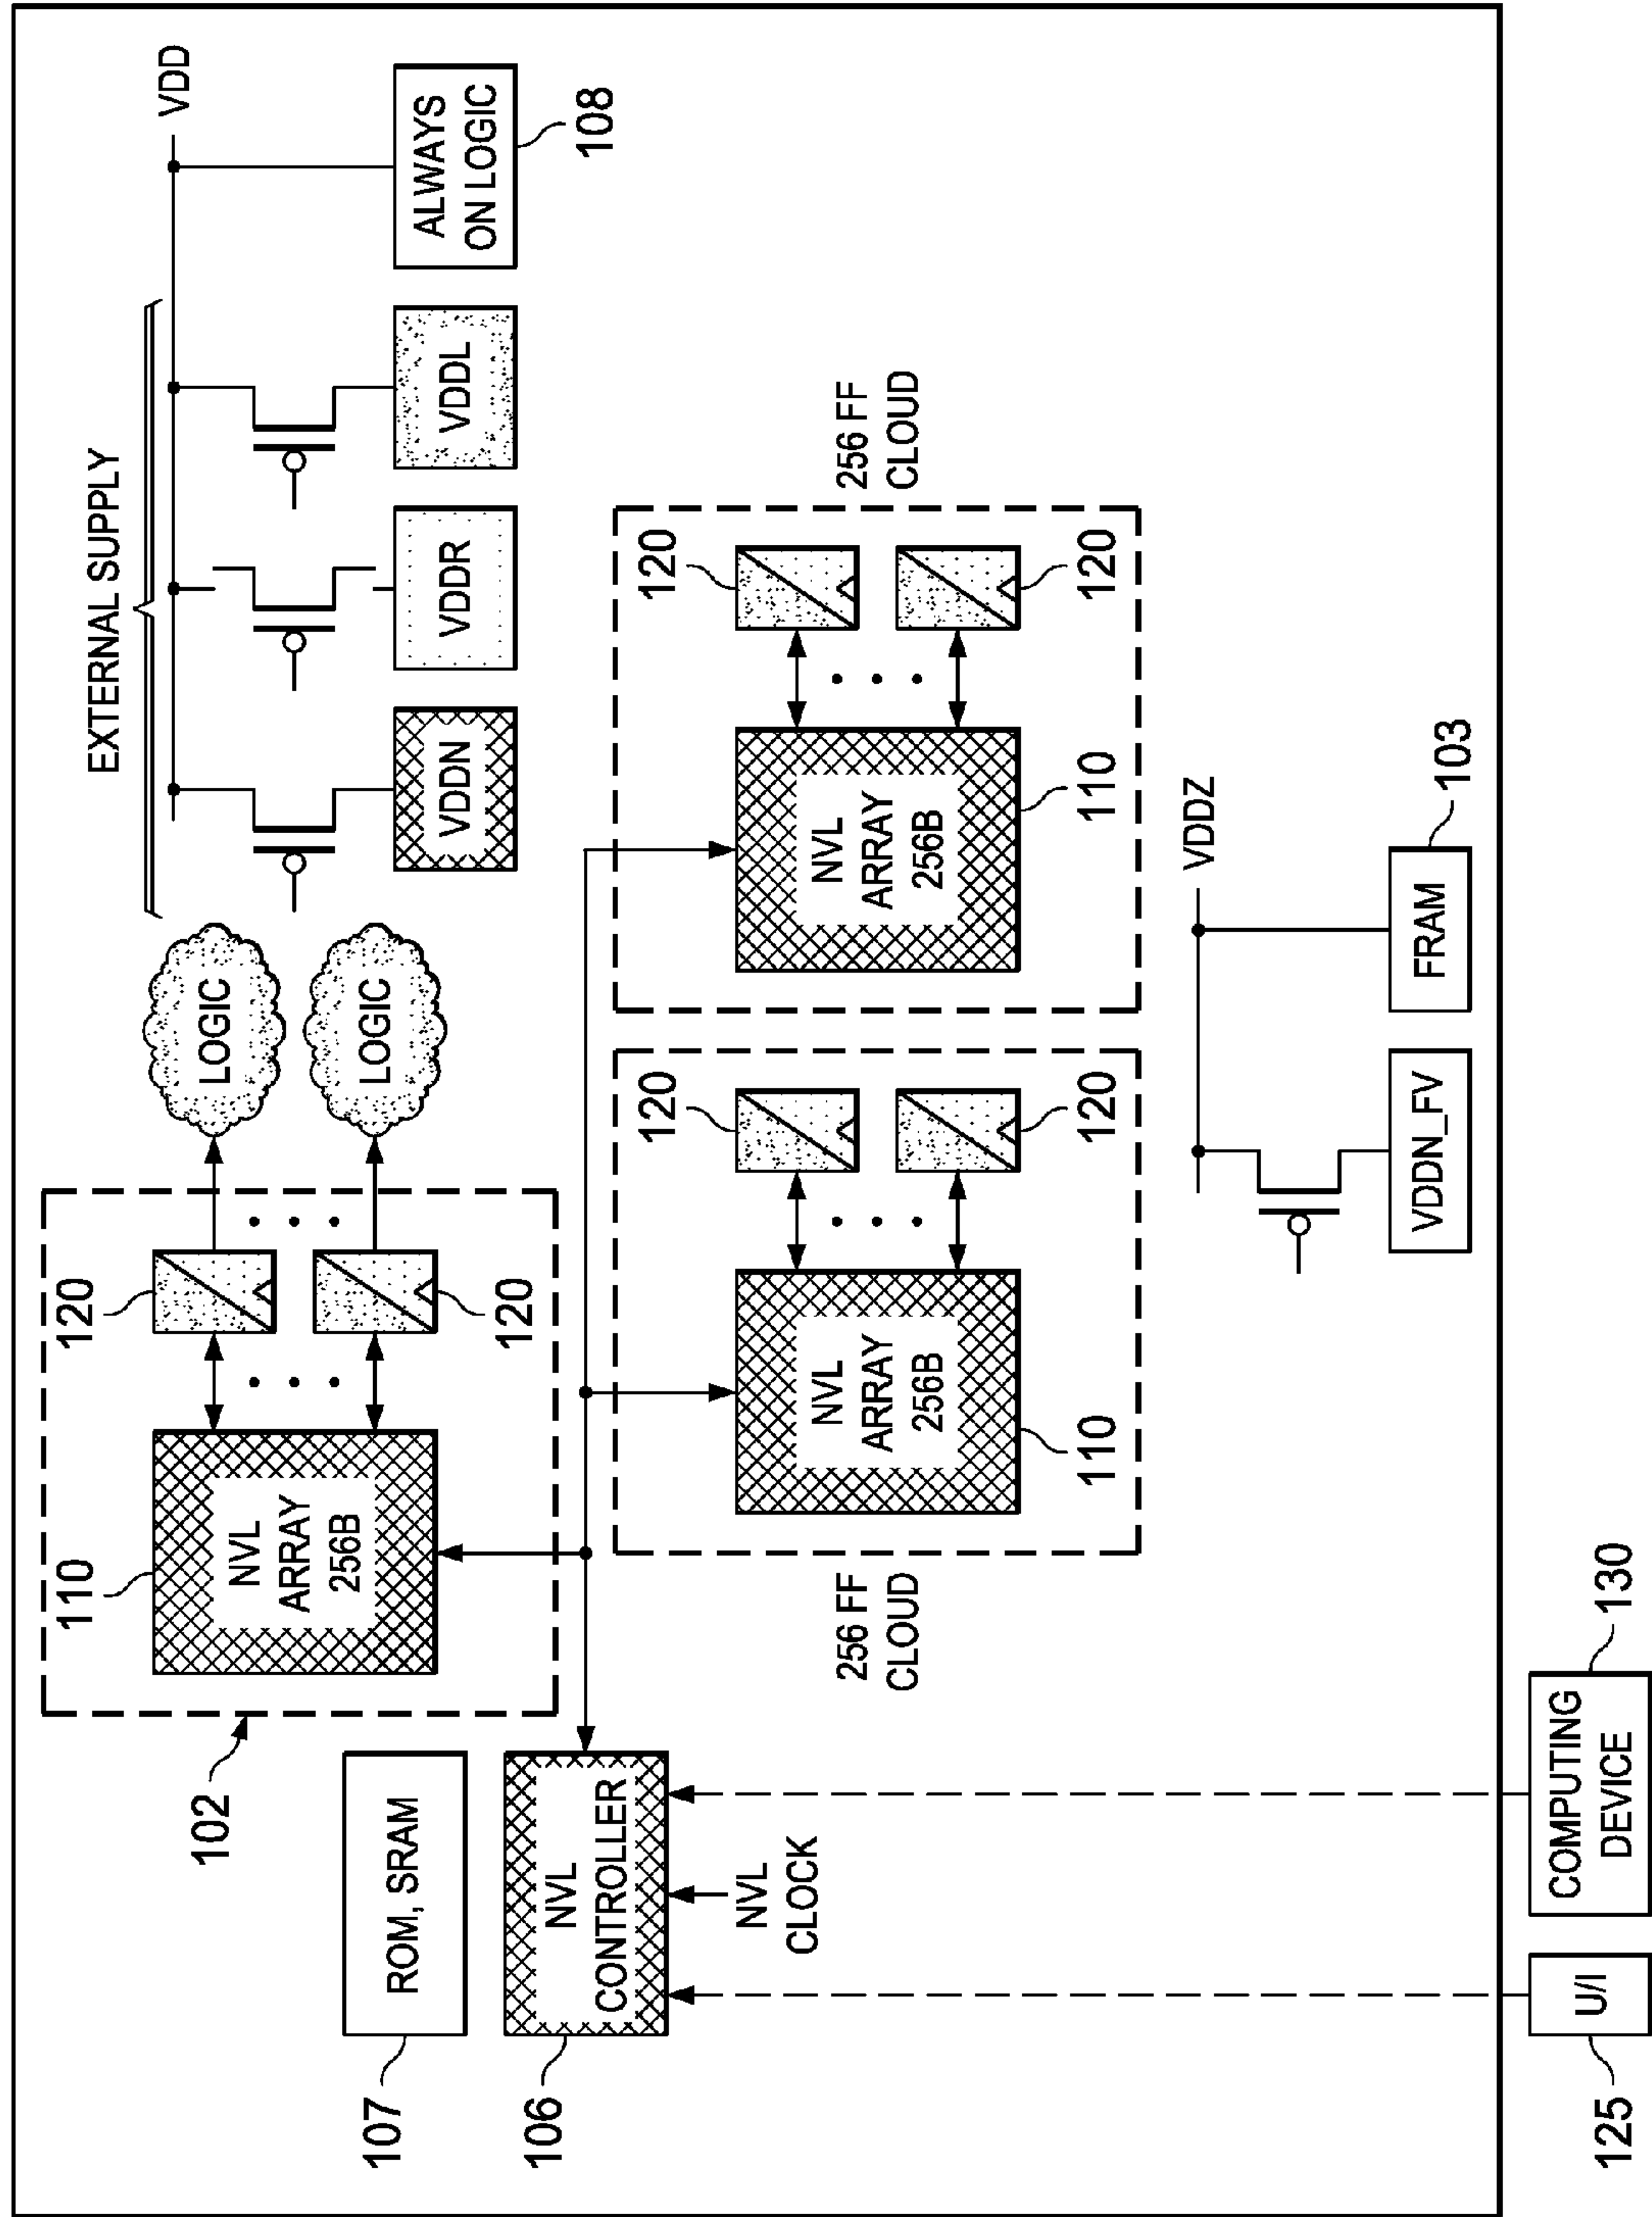 EXTERNAL SUPPLY
VDD
VDDN
VDDR
VDDL
ALWAYS
ON LOGIC
108
110
NVL
ARRAY
256B
120
120
LOGIC
LOGIC
102
107
ROM, SRAM
106
NVL
CONTROLLER
NVL
CLOCK
256 FF
CLOUD
NVL
ARRAY
256B
110
120
120
256 FF
CLOUD
NVL
ARRAY
256B
110
120
120
VDDZ
VDDN_FV
FRAM
103
125
U/I
COMPUTING
DEVICE
130